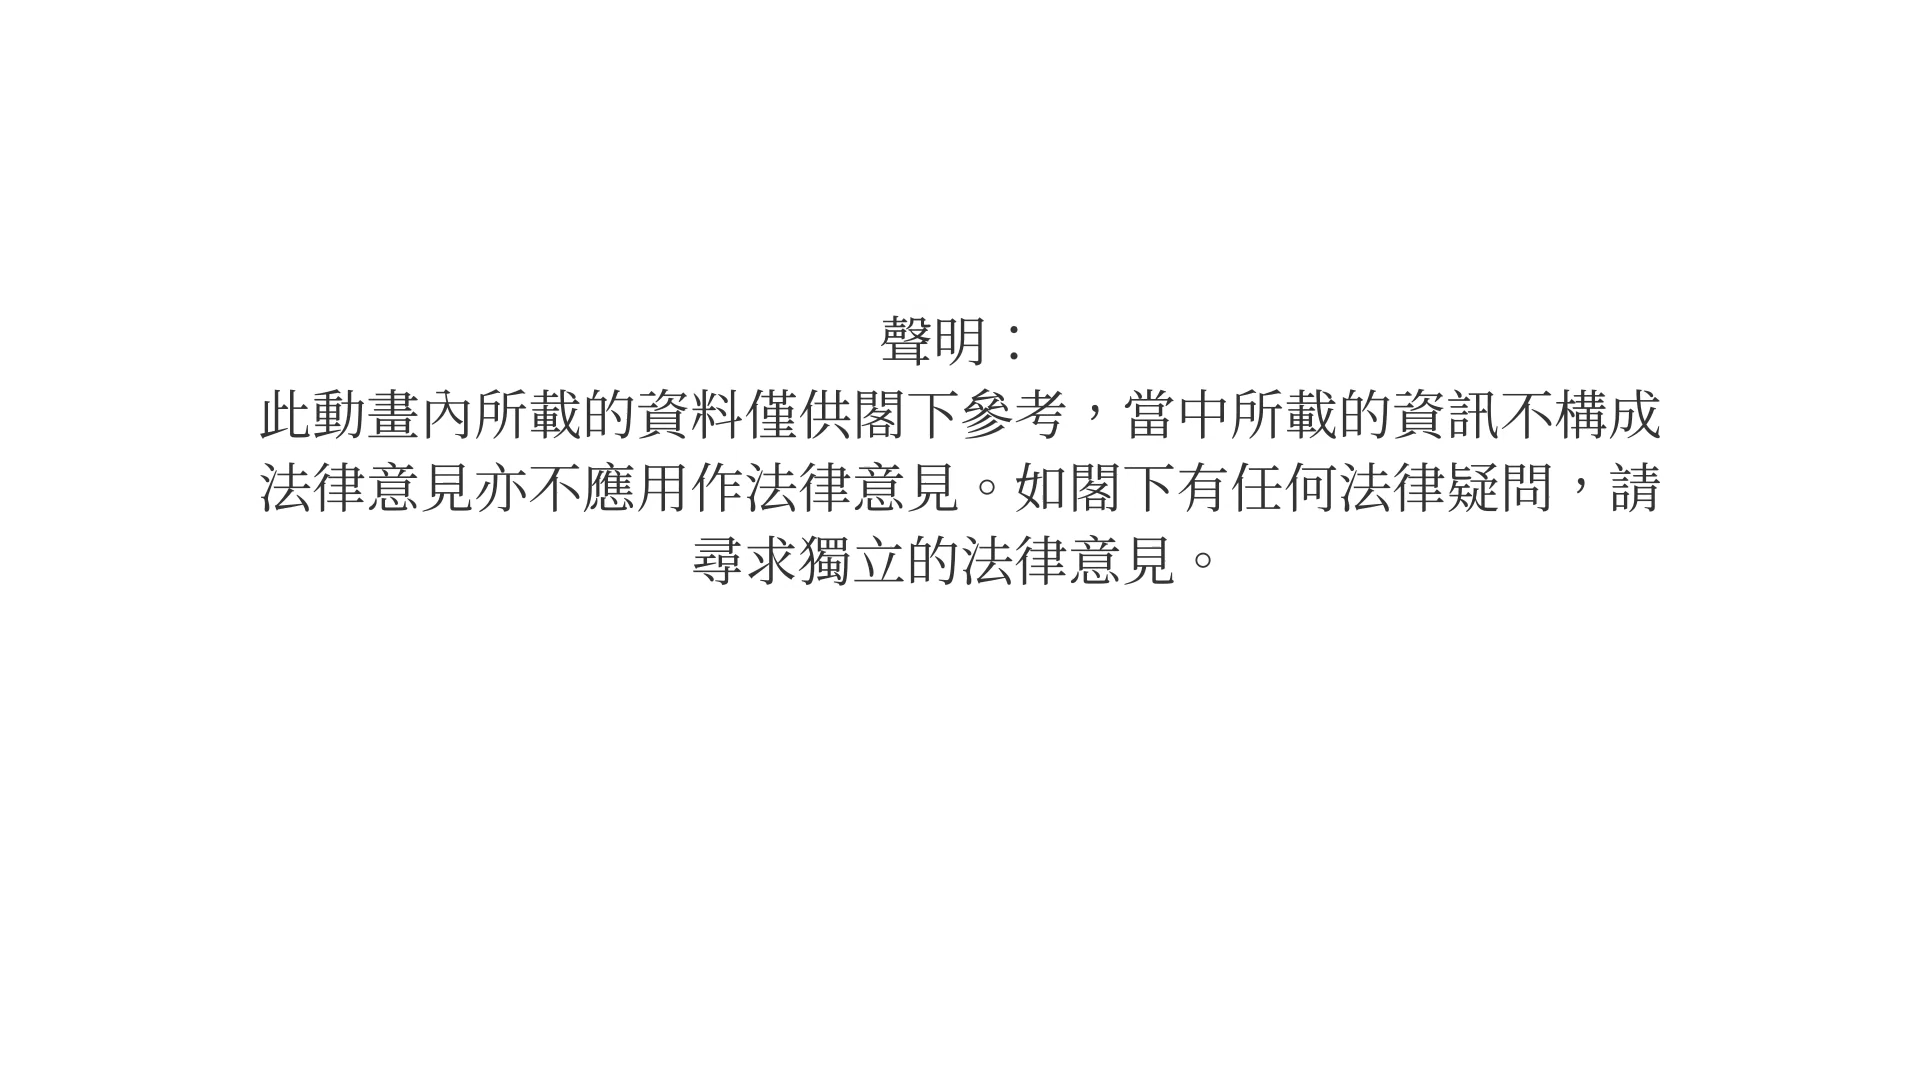 聲明：
此動畫內所載的資料僅供閣下參考，當中所載的資訊不構成
法律意見亦不應用作法律意見。如閣下有任何法律疑問，請
尋求獨立的法律意見。